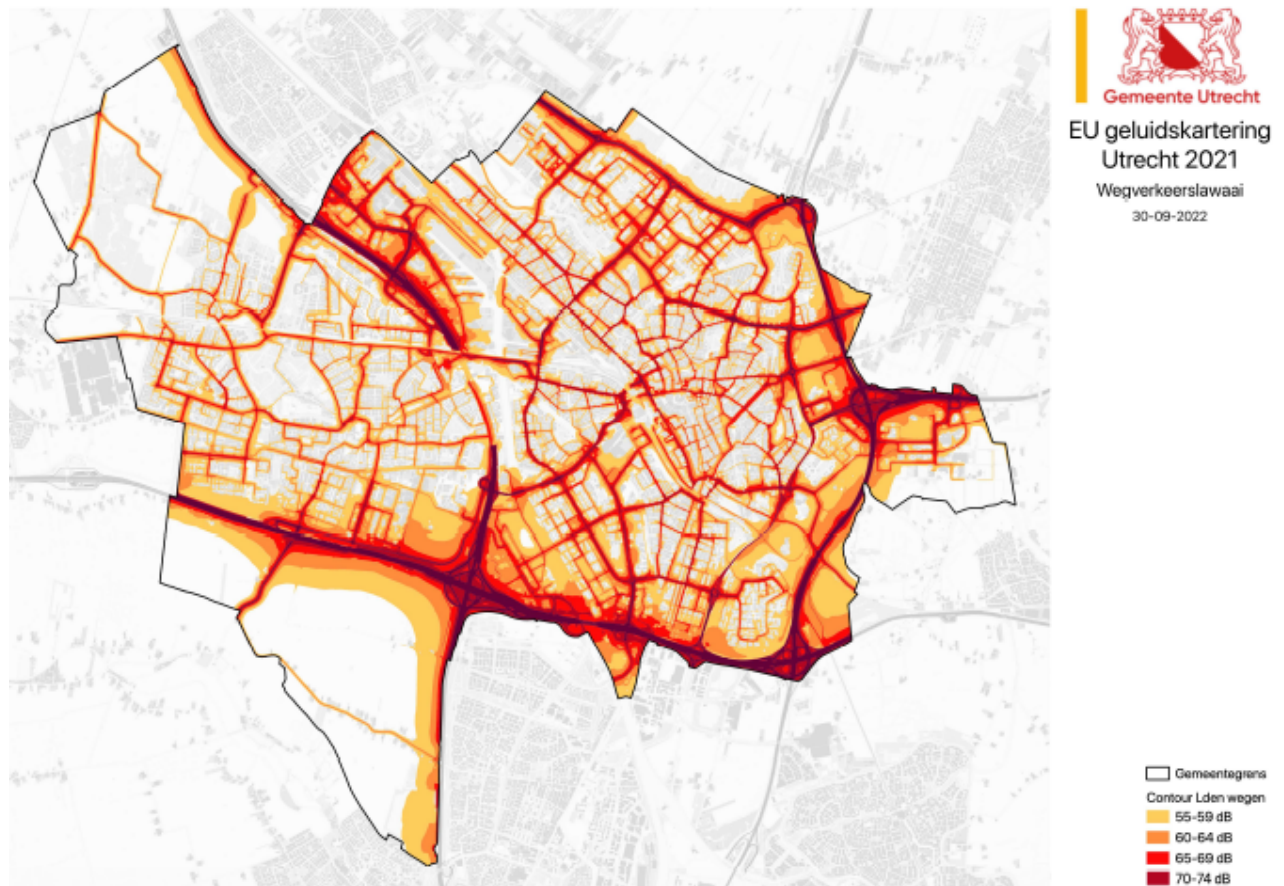 Gemeente Utrecht
EU geluidskartering
Utrecht 2021
Wegverkeerslawaai
30-09-2022
Gemeentegrens
Contour Lden wegen
55-59 dB
60-64 dB
65-69 dB
70-74 dB